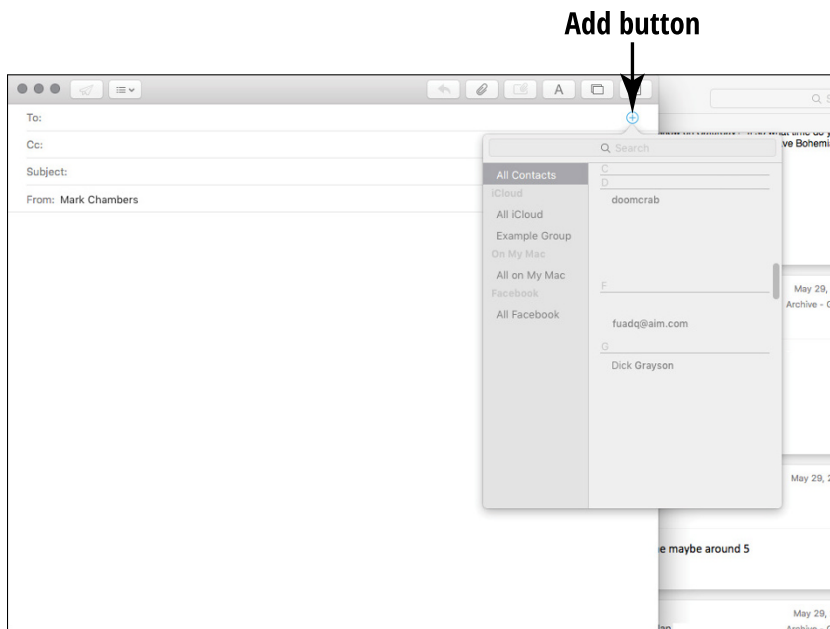 Add button
A
S
To:
Cc:
Subject:
From: Mark Chambers
ve Bohemia
Search
All Contacts
iCloud
All iCloud
Example Group
On My Mac
All on My Mac
Facebook
All Facebook
C
D
doomcrab
F
fuadq@aim.com
G
Dick Grayson
May 29,
Archive - 
May 29, 2
e maybe around 5
May 29,